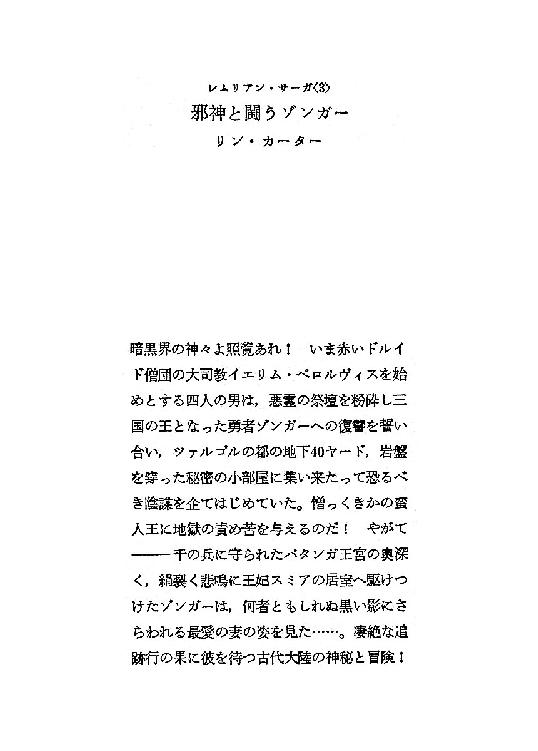 レムリアン・サーガ〈3〉
邪神と闘うゾンガー
リン・カーター
暗黒界の神々よ照覧あれ！　いま赤いドルイ
ド僧団の大司教イエリム・ペロルヴィスを始
めとする四人の男は，悪霊の祭壇を粉砕し三
国の王となった勇者ゾンガーへの復讐を誓い
合い，ツァルゴルの都の地下40ヤード，岩盤
を穿った秘密の小部屋に集い来たって恐るべ
き陰謀を企てはじめていた。憎っくきかの蛮
人王に地獄の責め苦を与えるのだ！　やがて
———千の兵に守られたパタンガ王宮の奥深
く，絹裂く悲鳴に王妃スミアの居室へ駆けつ
けたゾンガーは，何者ともしれぬ黒い影にさ
らわれる最愛の妻の姿を見た……。凄絶な追
跡行の果に彼を待つ古代大陸の神秘と冒険！